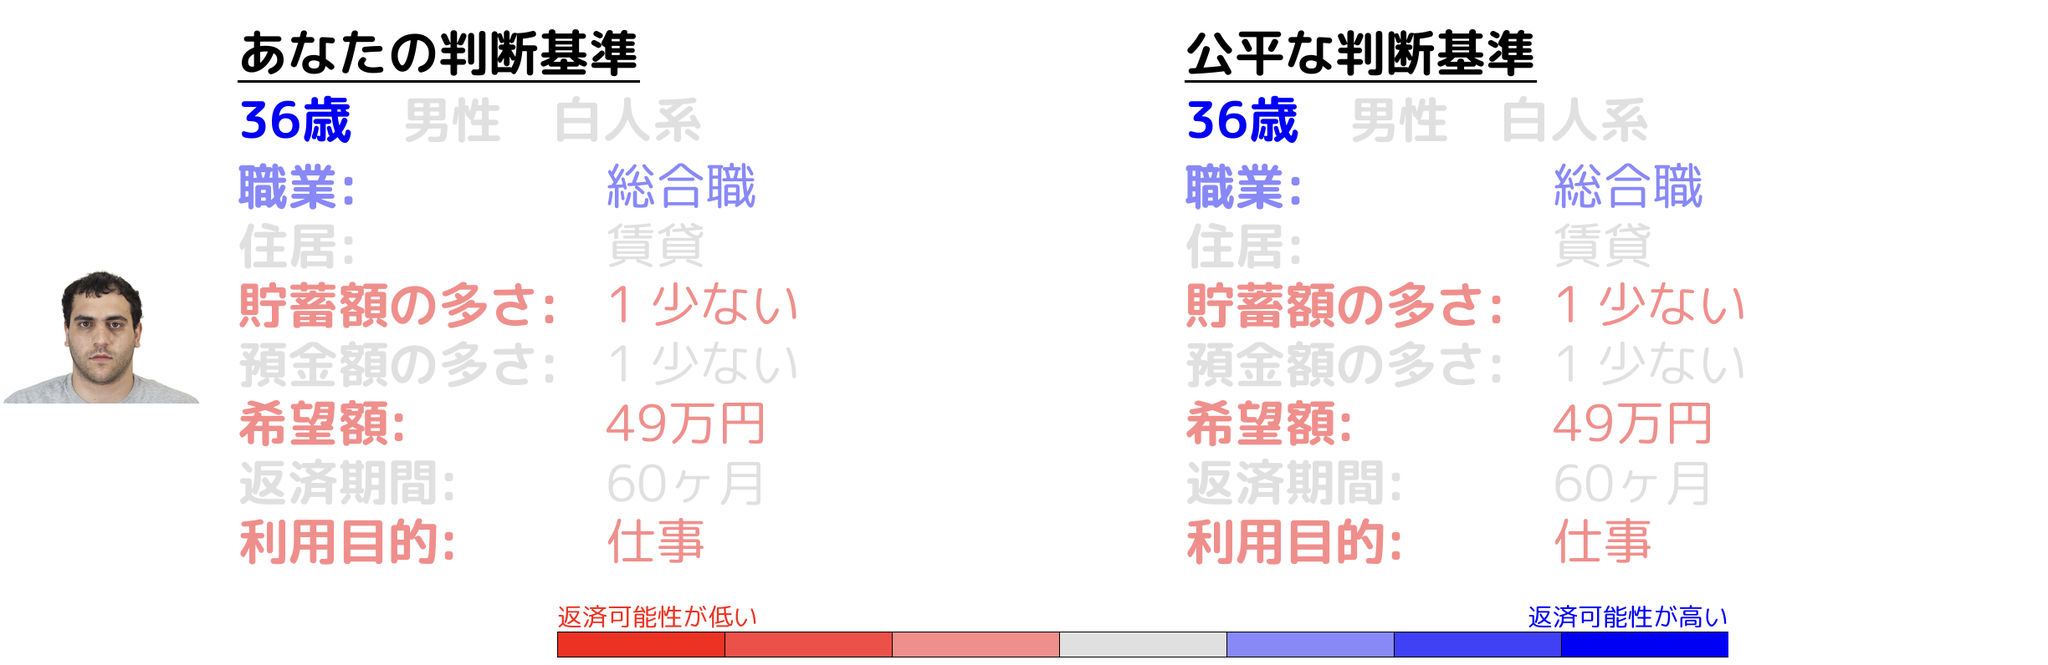 あなたの判断基準
36歳 男性 白人系
職業: 総合職
住居: 賃貸
貯蓄額の多さ: 1 少ない
預金額の多さ: 1 少ない
希望額: 49万円
返済期間: 60ヶ月
利用目的: 仕事
公平な判断基準
36歳 男性 白人系
職業: 総合職
住居: 賃貸
貯蓄額の多さ: 1 少ない
預金額の多さ: 1 少ない
希望額: 49万円
返済期間: 60ヶ月
利用目的: 仕事
返済可能性が低い
返済可能性が高い